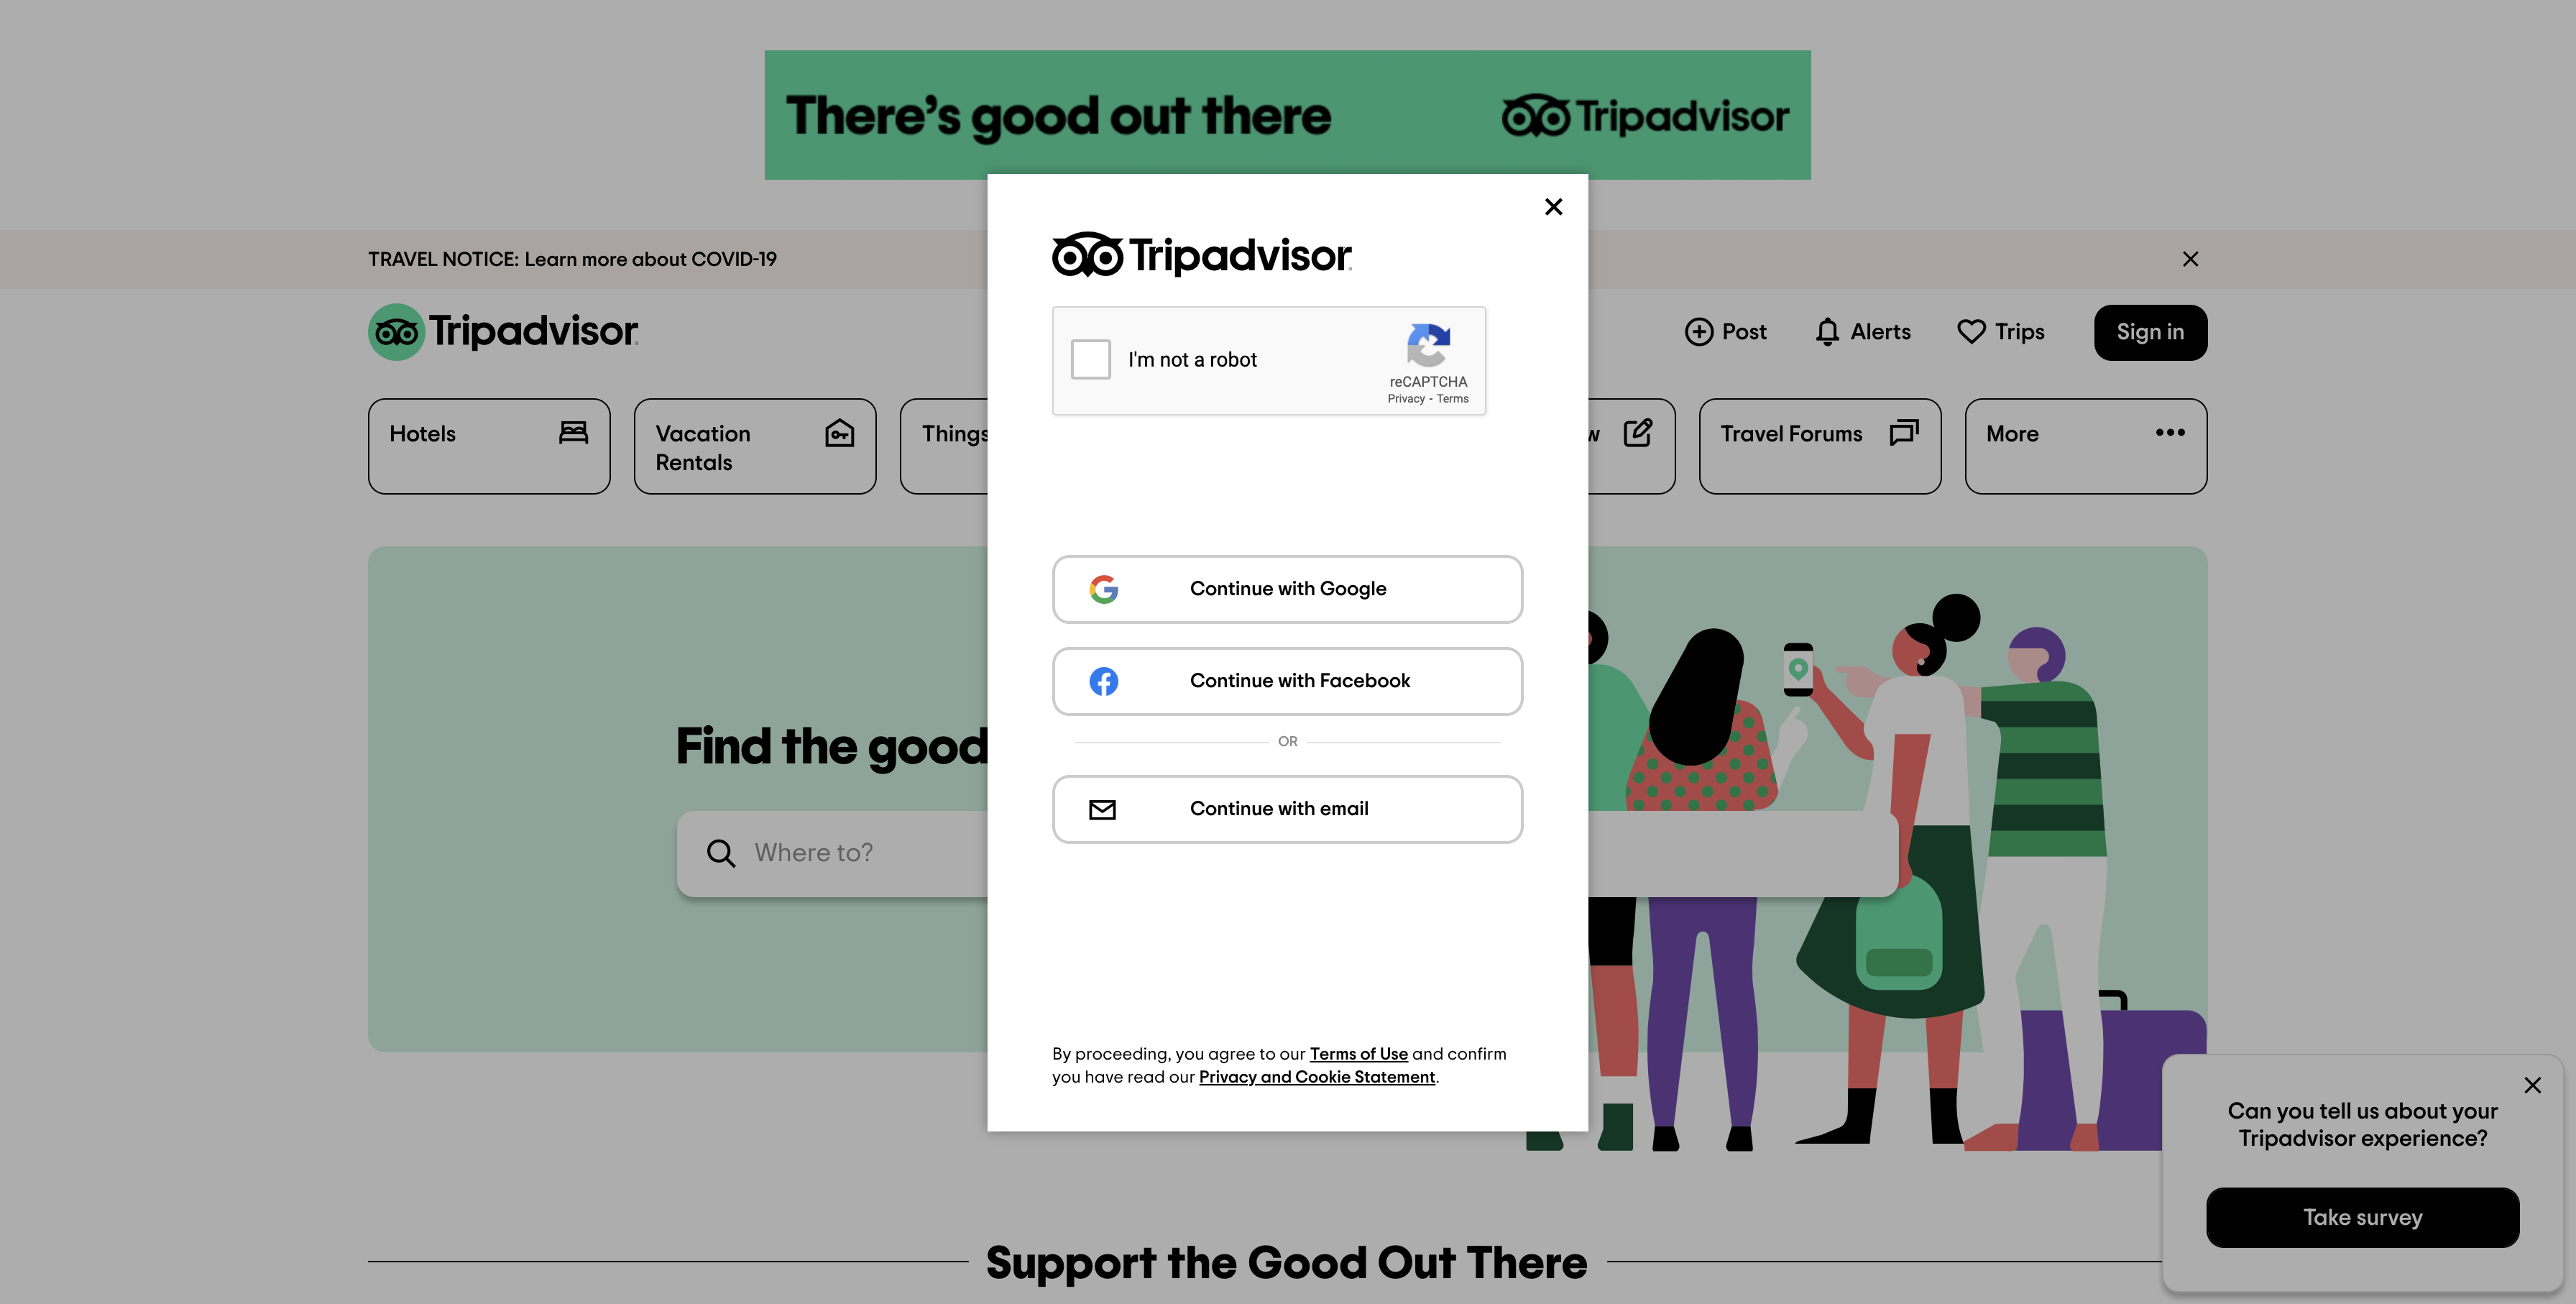 There's good out there
Tripadvisor
TRAVEL NOTICE: Learn more about COVID-19
Tripadvisor
Post
Alerts
Trips
Sign in
Hotels
Vacation
Rentals
Things
w
Travel Forums
More
Find the good
Where to?
Tripadvisor
I'm not a robot
reCAPTCHA
Privacy - Terms
Continue with Google
Continue with Facebook
OR
Continue with email
By proceeding, you agree to our Terms of Use and confirm
you have read our Privacy and Cookie Statement.
Can you tell us about your
Tripadvisor experience?
Take survey
Support the Good Out There